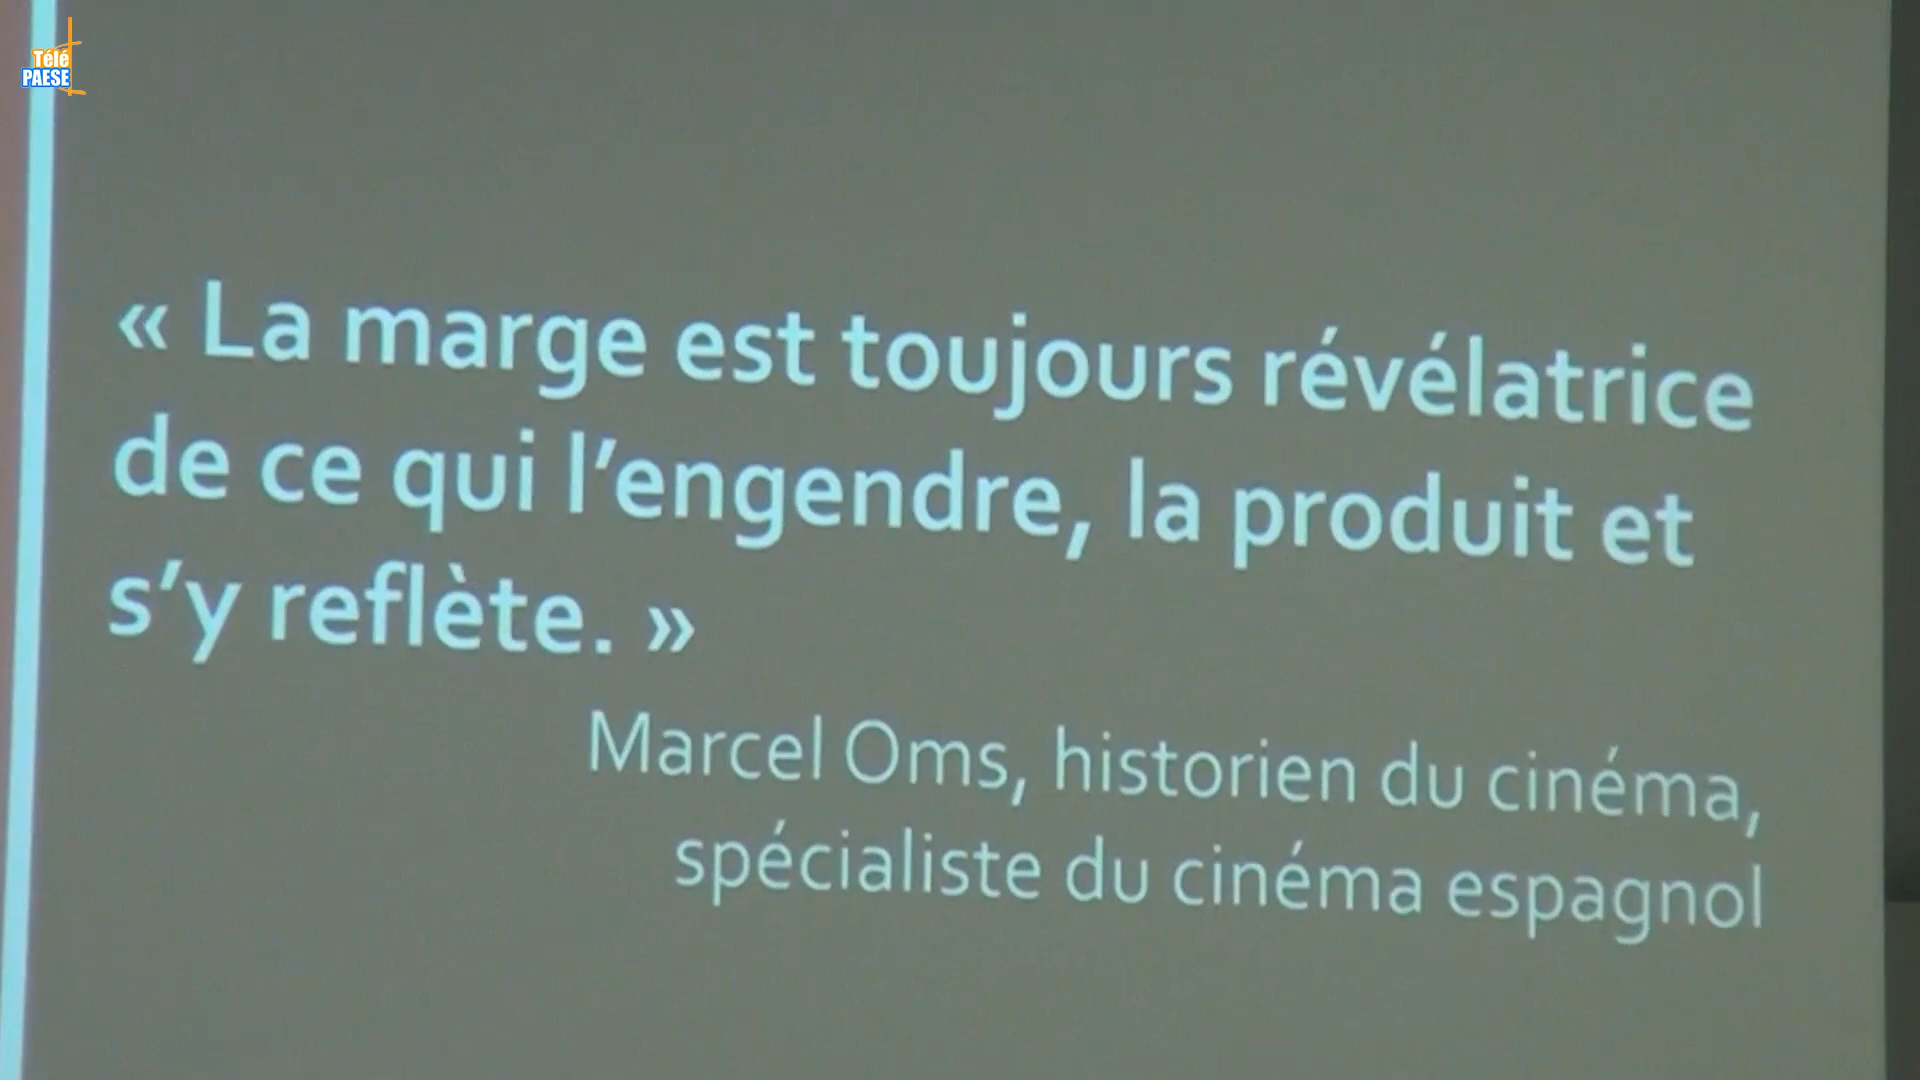 Télé
PAESE
« La marge est toujours révélatrice
de ce qui l’engendre, la produit et
s’y reflète. »
Marcel Oms, historien du cinéma,
spécialiste du cinéma espagnol